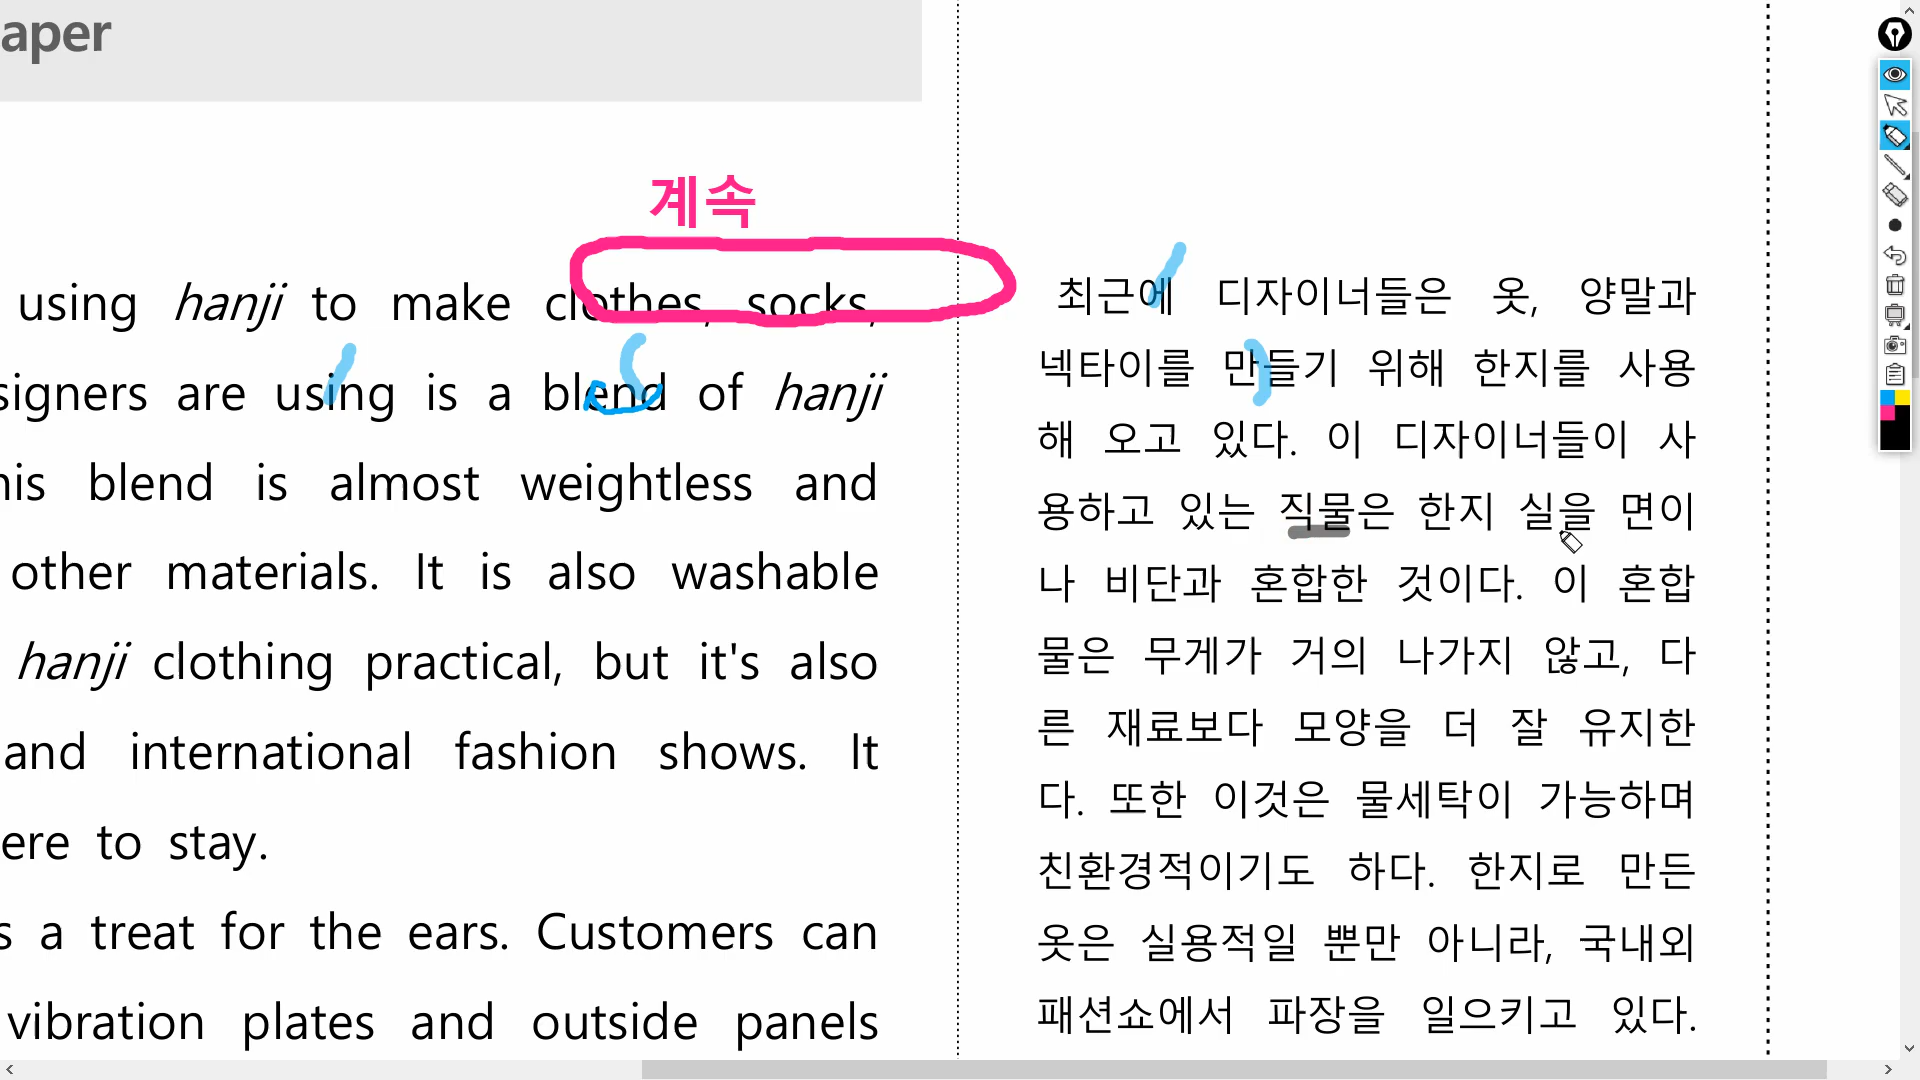 aper
계속
using hanji to make clothes, socks,
signers are using is a blend of hanji
his blend is almost weightless and
other materials. It is also washable
hanji clothing practical, but it's also
and international fashion shows. It
ere to stay.
s a treat for the ears. Customers can
vibration plates and outside panels
최근에 디자이너들은 옷, 양말과
넥타이를 만들기 위해 한지를 사용
해 오고 있다. 이 디자이너들이 사
용하고 있는 직물은 한지 실을 면이
나 비단과 혼합한 것이다. 이 혼합
물은 무게가 거의 나가지 않고, 다
른 재료보다 모양을 더 잘 유지한
다. 또한 이것은 물세탁이 가능하며
친환경적이기도 하다. 한지로 만든
옷은 실용적일 뿐만 아니라, 국내외
패션쇼에서 파장을 일으키고 있다.